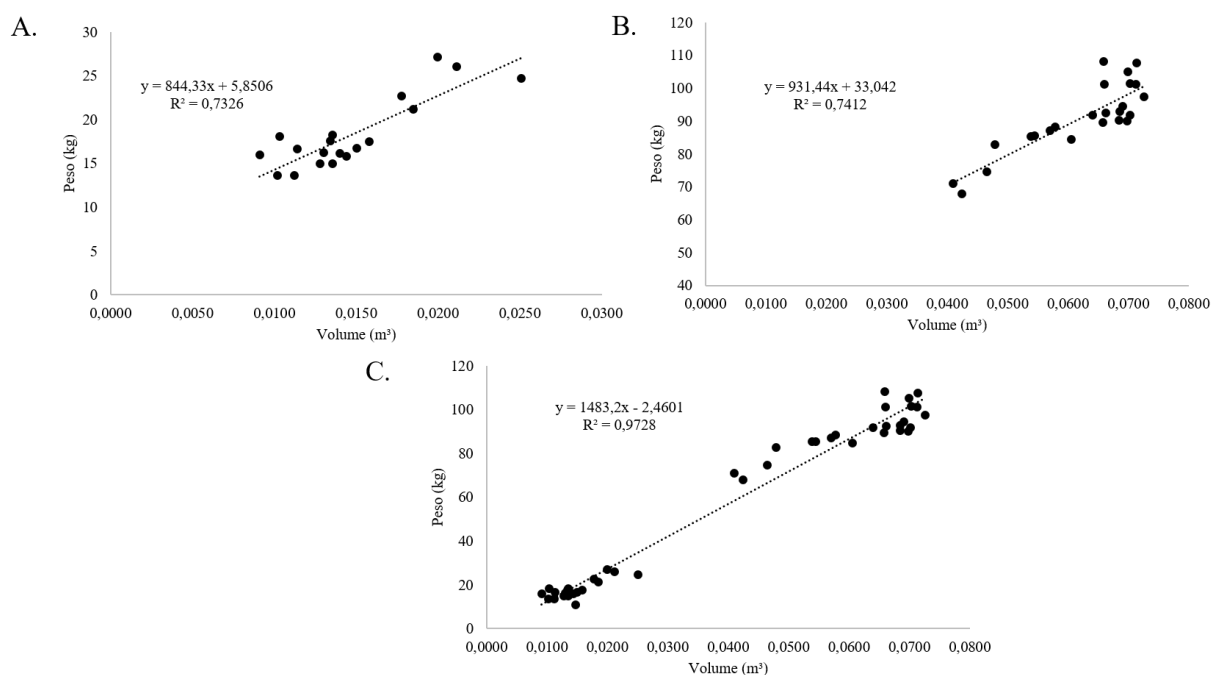 A.
Peso (kg)
30
25
20
15
10
5
0
y = 844,33x + 5,8506
R² = 0,7326
0,0000 0,0050 0,0100 0,0150 0,0200 0,0250 0,0300
Volume (m³)
B.
Peso (kg)
120
110
100
90
80
70
60
50
40
y = 931,44x + 33,042
R² = 0,7412
0,0000 0,0100 0,0200 0,0300 0,0400 0,0500 0,0600 0,0700 0,0800
Volume (m³)
C.
Peso (kg)
120
100
80
60
40
20
0
y = 1483,2x - 2,4601
R² = 0,9728
0,0000 0,0100 0,0200 0,0300 0,0400 0,0500 0,0600 0,0700 0,0800
Volume (m³)